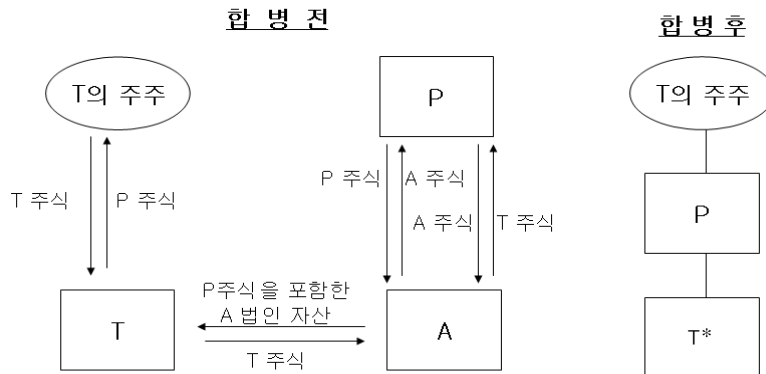 합 병 전
합 병 후
T의 주주
P
T의 주주
T 주식
P 주식
P 주식
A 주식
A 주식
T 주식
P
T
P주식을 포함한
A 법인 자산
T 주식
A
T*